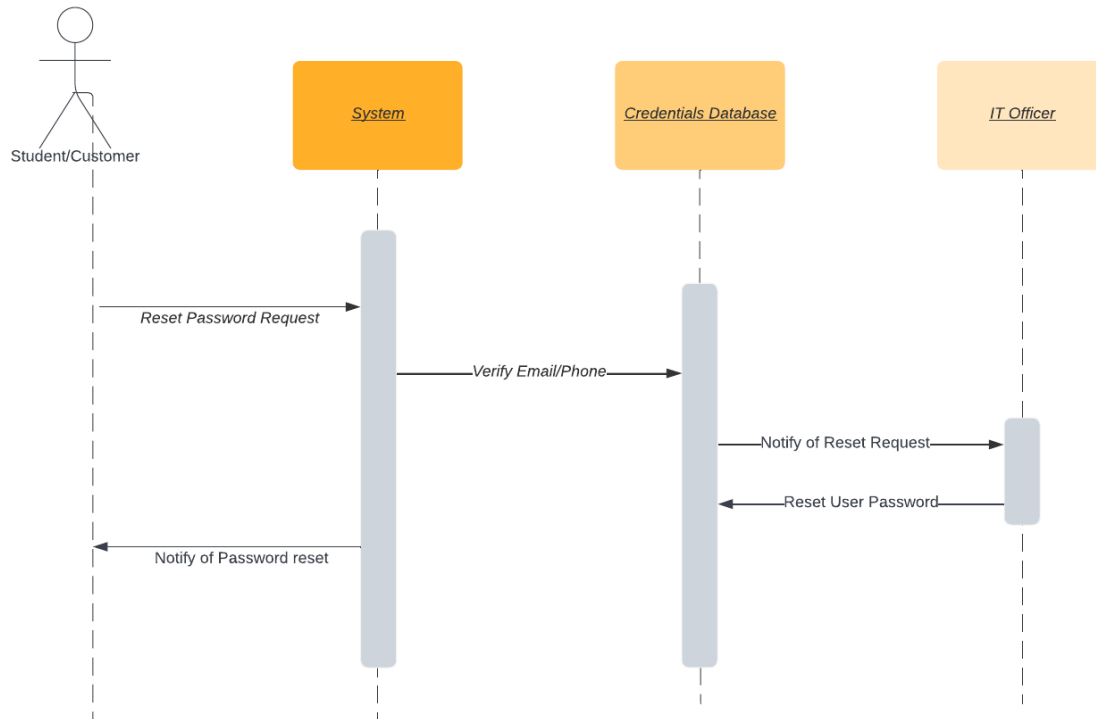 System
Credentials Database
IT Officer
Student/Customer
Reset Password Request
Verify Email/Phone
Notify of Reset Request
Reset User Password
Notify of Password reset